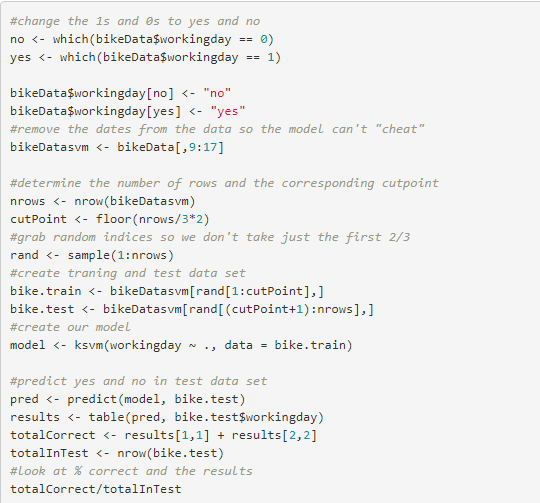 #change the 1s and 0s to yes and no
no <- which(bikeData$workingday == 0)
yes <- which(bikeData$workingday == 1)
bikeData$workingday[no] <- "no"
bikeData$workingday[yes] <- "yes"
#remove the dates from the data so the model can't "cheat"
bikeDatasvm <- bikeData[,9:17]
#determine the number of rows and the corresponding cutpoint
nrows <- nrow(bikeDatasvm)
cutPoint <- floor(nrows/3*2)
#grab random indices so we don't take just the first 2/3
rand <- sample(1:nrows)
#create traning and test data set
bike.train <- bikeDatasvm[rand[1:cutPoint],]
bike.test <- bikeDatasvm[rand[(cutPoint+1):nrows],]
#create our model
model <- ksvm(workingday ~ ., data = bike.train)
#predict yes and no in test data set
pred <- predict(model, bike.test)
results <- table(pred, bike.test$workingday)
totalCorrect <- results[1,1] + results[2,2]
totalInTest <- nrow(bike.test)
#look at % correct and the results
totalCorrect/totalInTest